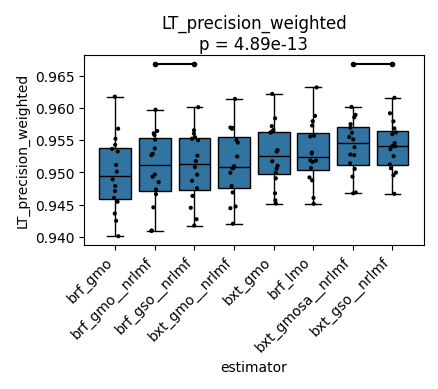 LT_precision_weighted
p = 4.89e-13
LT_precision_weighted
0.965
0.960
0.955
0.950
0.945
0.940
brf_gmo
brf_gmo__nrlmf
brf_gso__nrlmf
bxt_gmo__nrlmf
bxt_gmo
brf_lmo
bxt_gmosa__nrlmf
bxt_gso__nrlmf
estimator